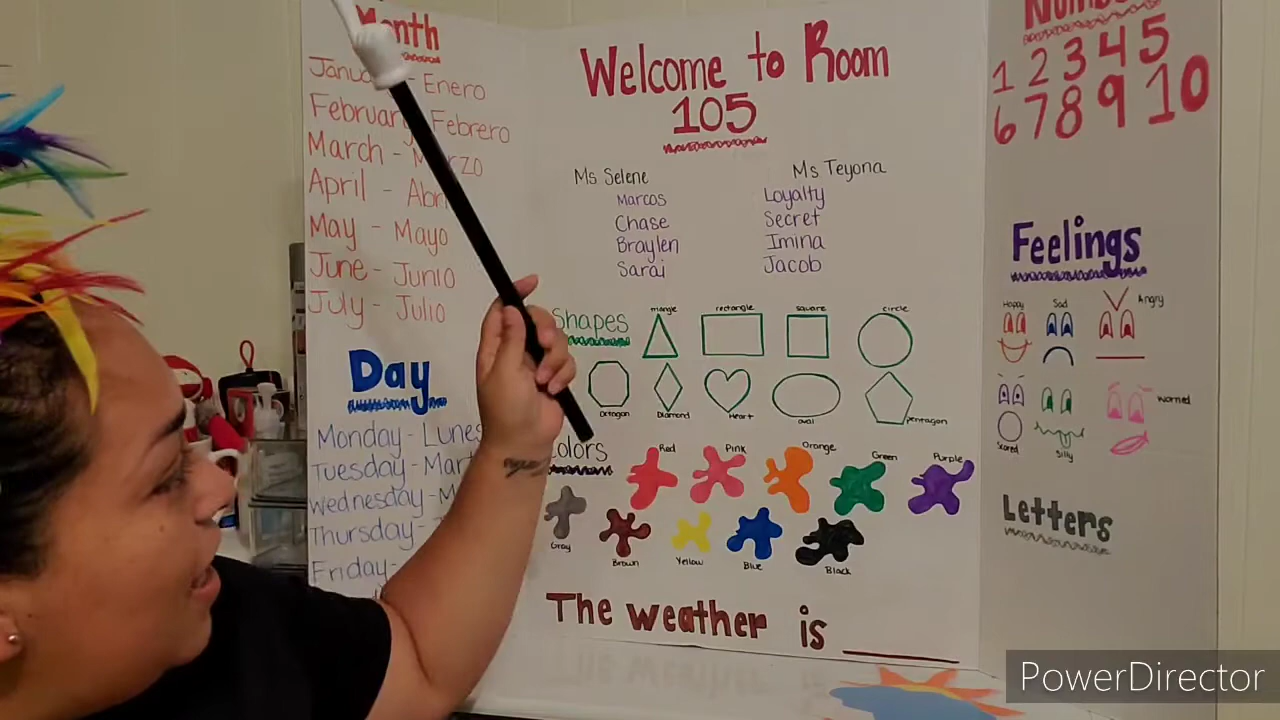 Month
January - Enero
February - Febrero
March - Marzo
April - Abril
May - Mayo
June - Junio
July - Julio
Day
Monday - Lunes
Tuesday -
Wednesday -
Thursday -
Friday -
Welcome to Room
105
Ms Selene
Marcos
Chase
Braylen
Sarai
Ms Teyona
Loyalty
Secret
Imina
Jacob
Shapes
triangle rectangle square circle
Octagon Diamond Heart oval pentagon
Colors
Red Pink Orange Green Purple
Gray Brown Yellow Blue Black
The weather is
1 2 3 4 5
6 7 8 9 10
Feelings
Happy Sad Angry
Scared Silly Worried
Letters
PowerDirector